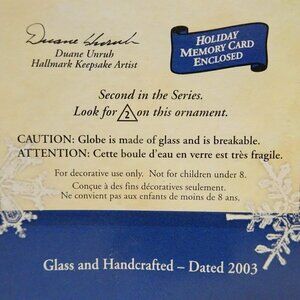 Duane Unruh
Duane Unruh
Hallmark Keepsake Artist
HOLIDAY
MEMORY CARD
ENCLOSED
Second in the Series.
Look for 2 on this ornament.
CAUTION: Globe is made of glass and is breakable.
ATTENTION: Cette boule d'eau en verre est très fragile.
For decorative use only. Not for children under 8.
Conçue à des fins décoratives seulement.
Ne convient pas aux enfants de moins de 8 ans.
Glass and Handcrafted – Dated 2003